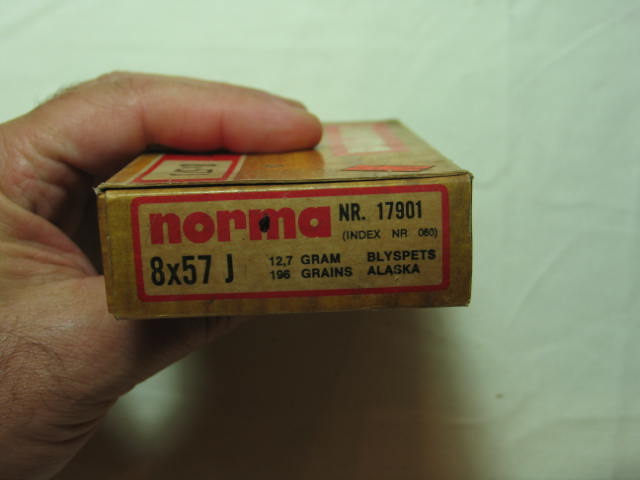 norma NR. 17901
(INDEX NR 060)
8x57 J 12,7 GRAM BLYSPETS
196 GRAINS ALASKA